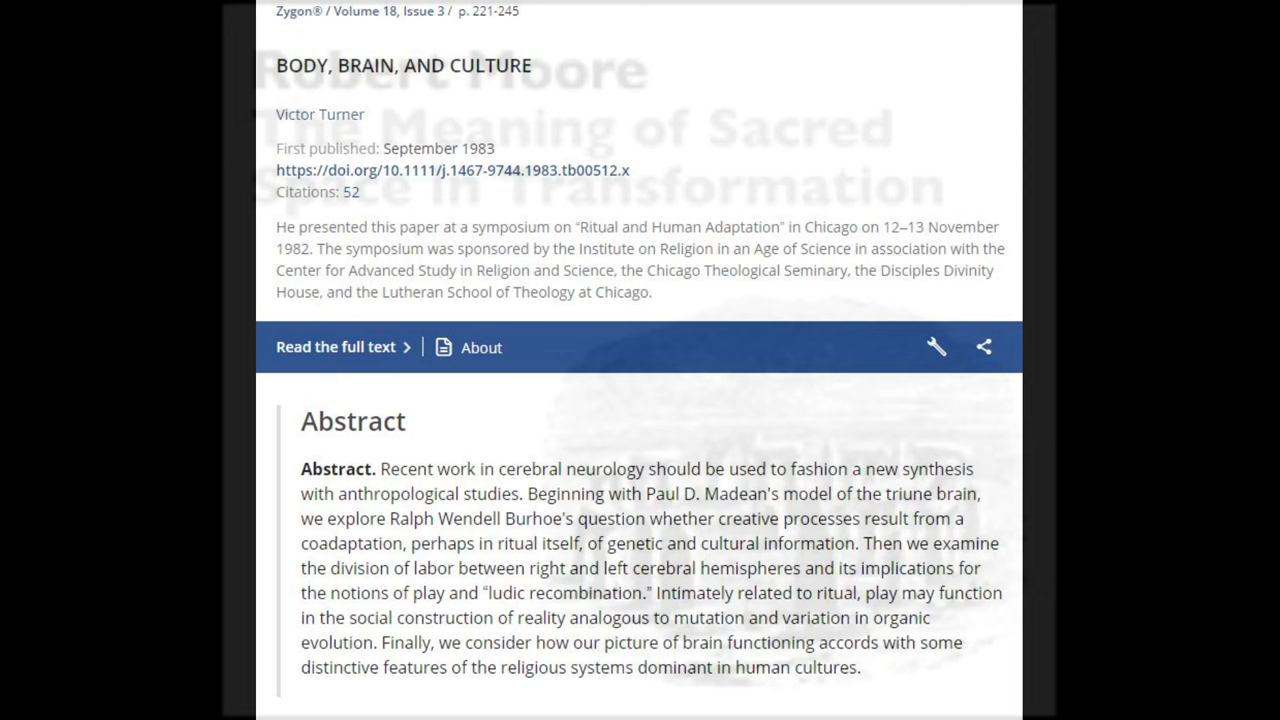 Zygon® / Volume 18, Issue 3 / p. 221-245
BODY, BRAIN, AND CULTURE
Robert Moore
Victor Turner
The Meaning of Sacred
First published: September 1983
https://doi.org/10.1111/j.1467-9744.1983.tb00512.x
Space in Transformation
Citations: 52
He presented this paper at a symposium on “Ritual and Human Adaptation” in Chicago on 12–13 November
1982. The symposium was sponsored by the Institute on Religion in an Age of Science in association with the
Center for Advanced Study in Religion and Science, the Chicago Theological Seminary, the Disciples Divinity
House, and the Lutheran School of Theology at Chicago.
Read the full text
About
Abstract
Abstract. Recent work in cerebral neurology should be used to fashion a new synthesis
with anthropological studies. Beginning with Paul D. Madean's model of the triune brain,
we explore Ralph Wendell Burhoe's question whether creative processes result from a
coadaptation, perhaps in ritual itself, of genetic and cultural information. Then we examine
the division of labor between right and left cerebral hemispheres and its implications for
the notions of play and “ludic recombination.” Intimately related to ritual, play may function
in the social construction of reality analogous to mutation and variation in organic
evolution. Finally, we consider how our picture of brain functioning accords with some
distinctive features of the religious systems dominant in human cultures.